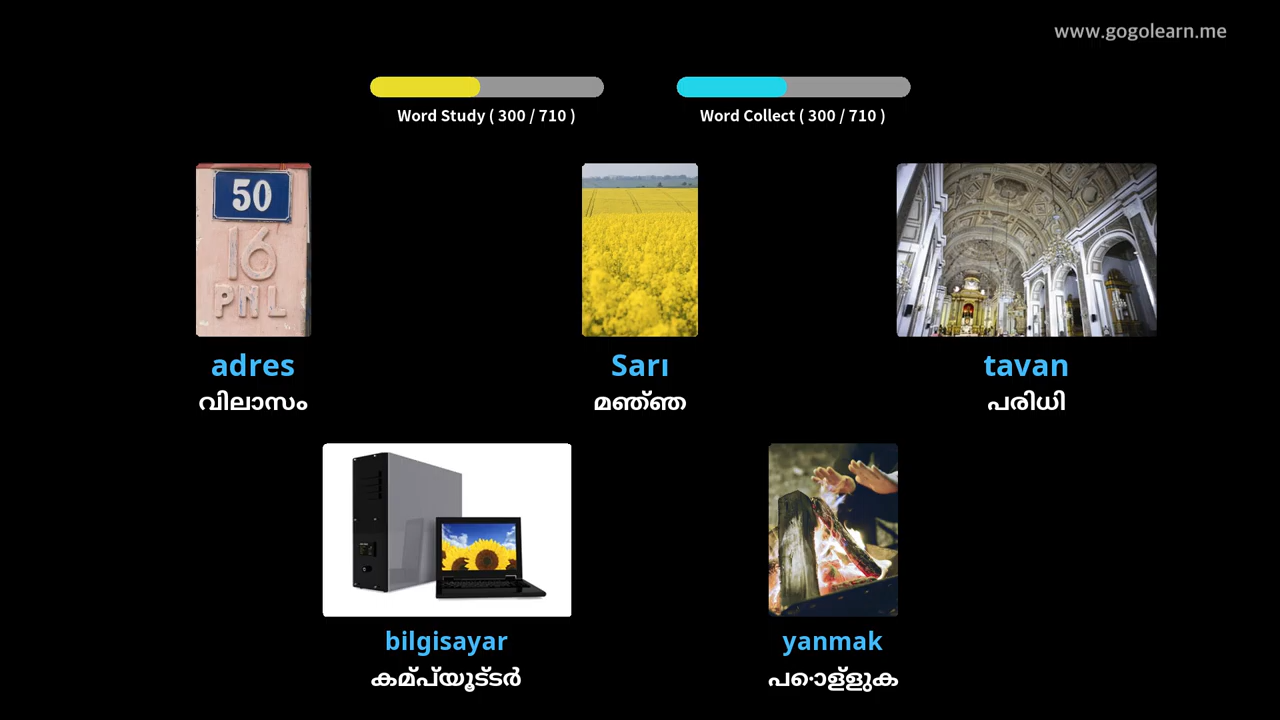 www.gogolearn.me
Word Study ( 300 / 710 )
Word Collect ( 300 / 710 )
50
16
PNL
adres
Sarı
tavan
വിലാസം
മഞ്ഞ
പരിധി
bilgisayar
yanmak
കമ്പ്യൂട്ടർ
പൊള്ളുക